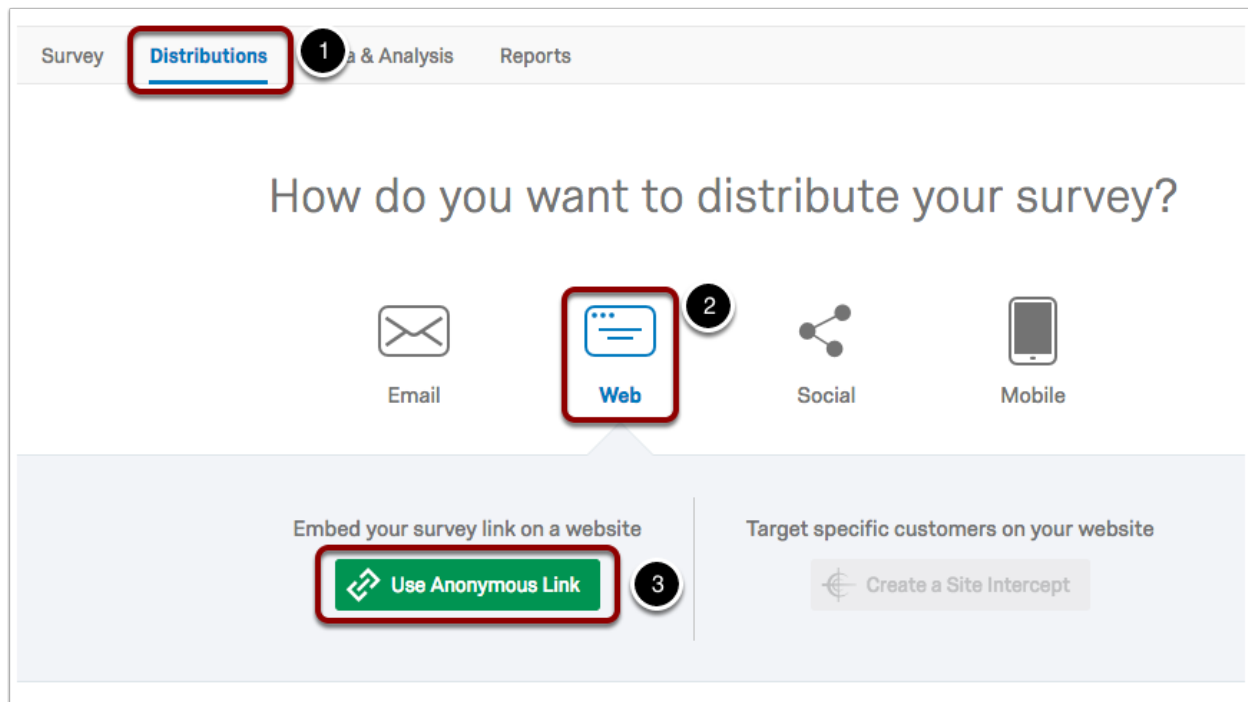 Survey Distributions 1 a & Analysis Reports
How do you want to distribute your survey?
2
Email Web Social Mobile
Embed your survey link on a website Target specific customers on your website
Use Anonymous Link 3 Create a Site Intercept